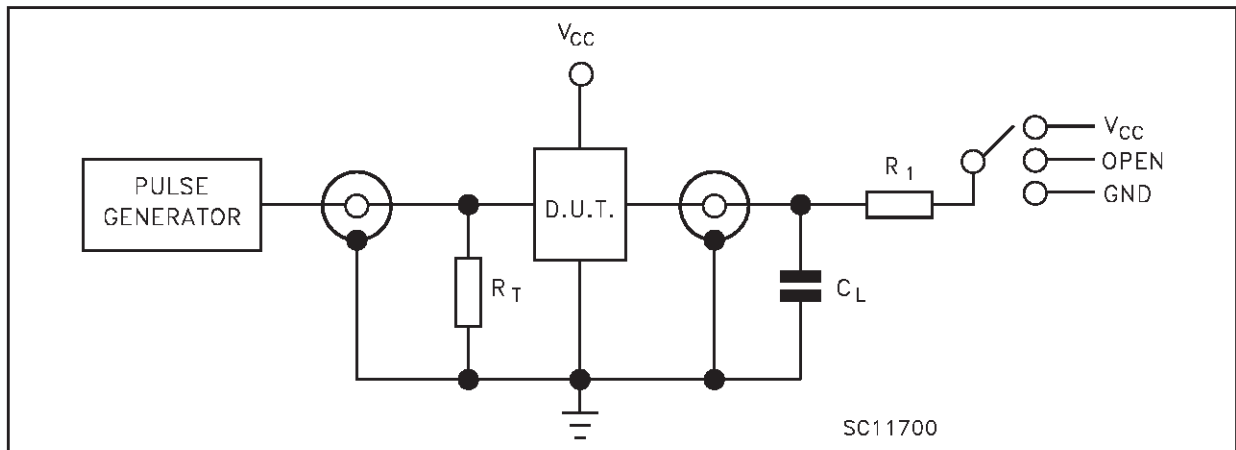 VCC
PULSE
GENERATOR
D.U.T.
R1
VCC
OPEN
GND
RT
CL
SC11700